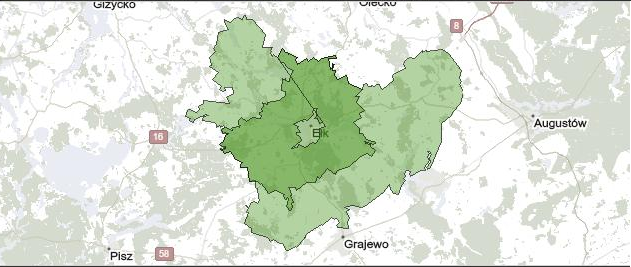 Giżycko
Olecko
8
Augustów
Ełk
16
Pisz
58
Grajewo